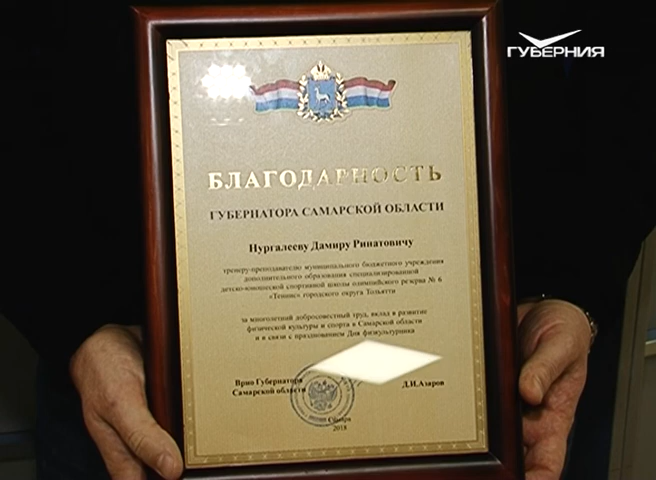 ГУБЕРНИЯ
БЛАГОДАРНОСТЬ
ГУБЕРНАТОРА САМАРСКОЙ ОБЛАСТИ
Нургалееву Дамиру Ринатовичу
тренеру-преподавателю муниципального бюджетного учреждения
дополнительного образования специализированной
детско-юношеской спортивной школы олимпийского резерва № 6
«Теннис» городского округа Тольятти
за многолетний добросовестный труд, вклад в развитие
физической культуры и спорта в Самарской области
и в связи с празднованием Дня физкультурника
Врио Губернатора
Самарской области
Д.И.Азаров
Самара
2018